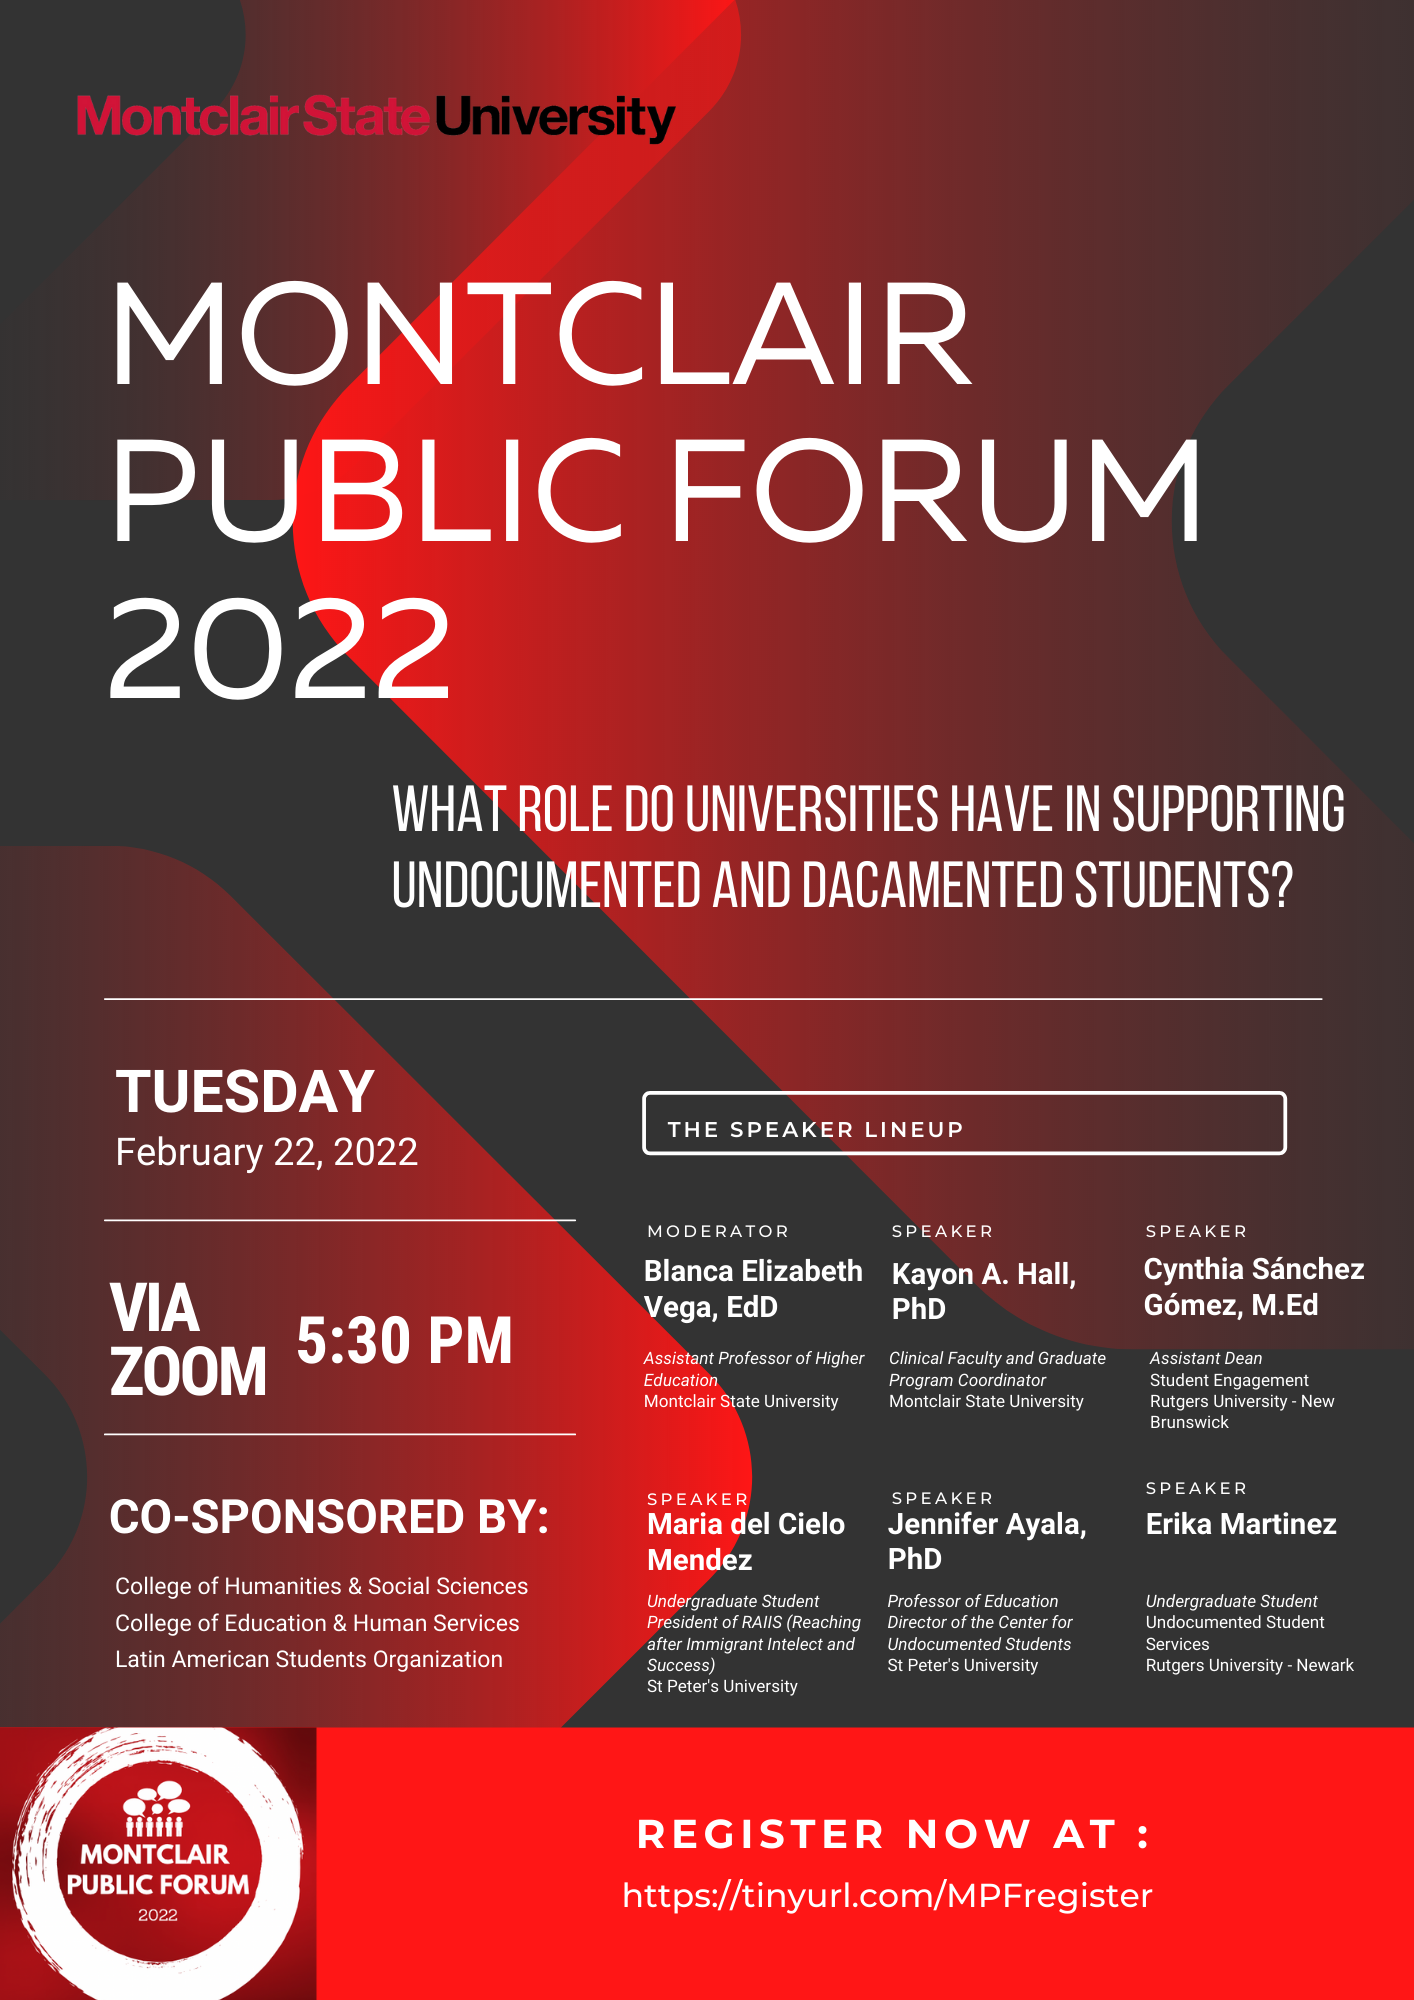 Montclair State University
MONTCLAIR
PUBLIC FORUM
2022
WHAT ROLE DO UNIVERSITIES HAVE IN SUPPORTING
UNDOCUMENTED AND DACAMENTED STUDENTS?
TUESDAY
February 22, 2022
VIA
ZOOM
5:30 PM
CO-SPONSORED BY:
College of Humanities & Social Sciences
College of Education & Human Services
Latin American Students Organization
THE SPEAKER LINEUP
MODERATOR
Blanca Elizabeth
Vega, EdD
Assistant Professor of Higher
Education
Montclair State University
SPEAKER
Kayon A. Hall,
PhD
Clinical Faculty and Graduate
Program Coordinator
Montclair State University
SPEAKER
Cynthia Sánchez
Gómez, M.Ed
Assistant Dean
Student Engagement
Rutgers University - New
Brunswick
SPEAKER
Maria del Cielo
Mendez
Undergraduate Student
President of RAIIS (Reaching
after Immigrant Intelect and
Success)
St Peter's University
SPEAKER
Jennifer Ayala,
PhD
Professor of Education
Director of the Center for
Undocumented Students
St Peter's University
SPEAKER
Erika Martinez
Undergraduate Student
Undocumented Student
Services
Rutgers University - Newark
MONTCLAIR
PUBLIC FORUM
2022
REGISTER NOW AT :
https://tinyurl.com/MPFregister